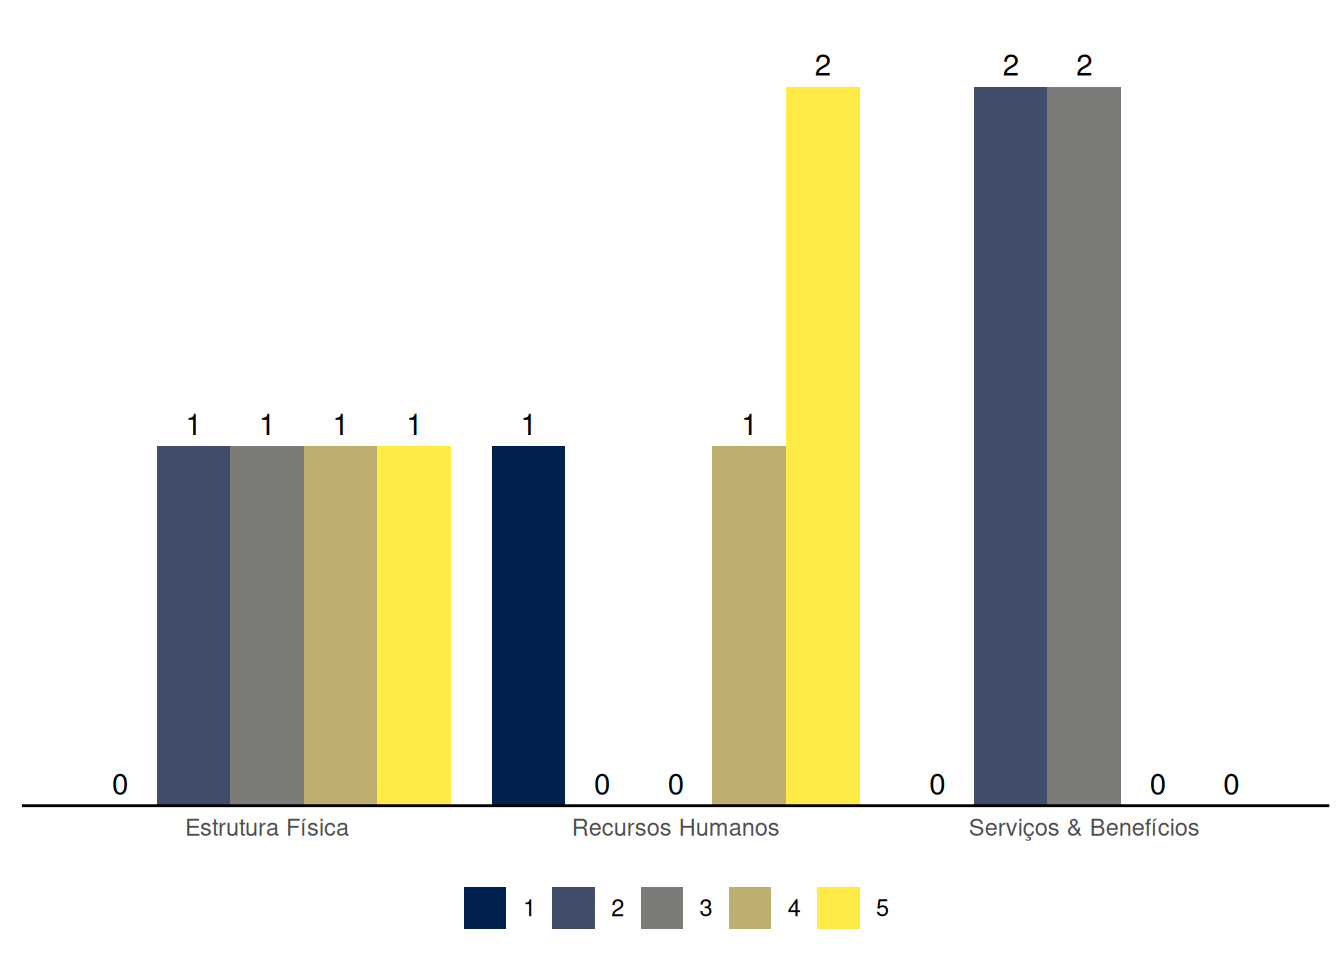 2
2 2
1 1 1 1 1 1
0 0 0 0 0 0
Estrutura Física Recursos Humanos Serviços & Benefícios
1 2 3 4 5